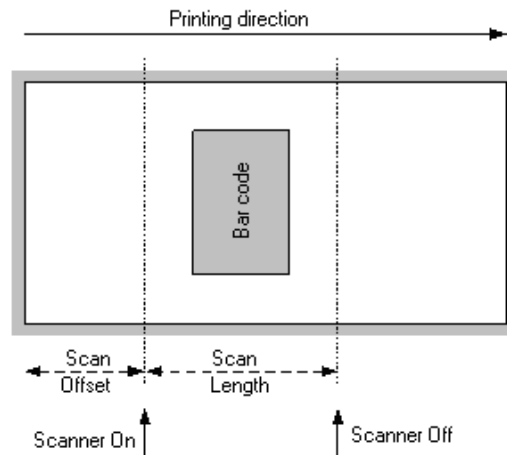 Printing direction
Bar code
Scan
Offset
Scan
Length
Scanner On
Scanner Off